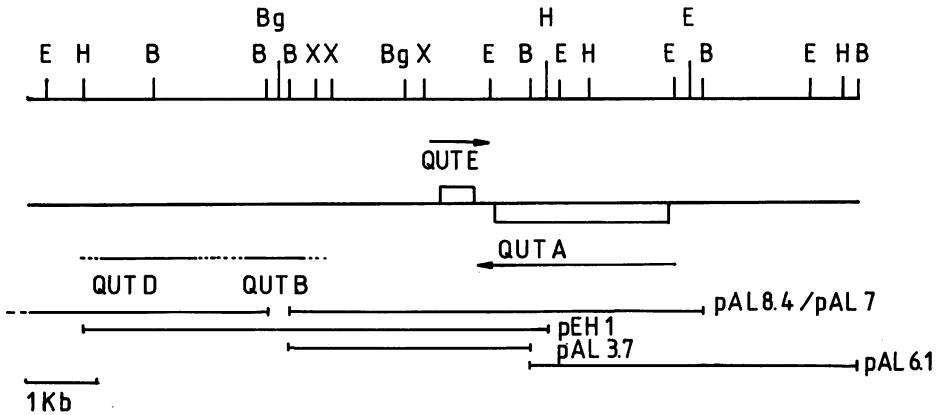 Bg H E
E H B B B X X Bg X E B E H E B E H B
QUT E
QUT A
QUT D QUT B
pAL 8.4 / pAL 7
pEH 1
pAL 3.7
pAL 6.1
1 Kb